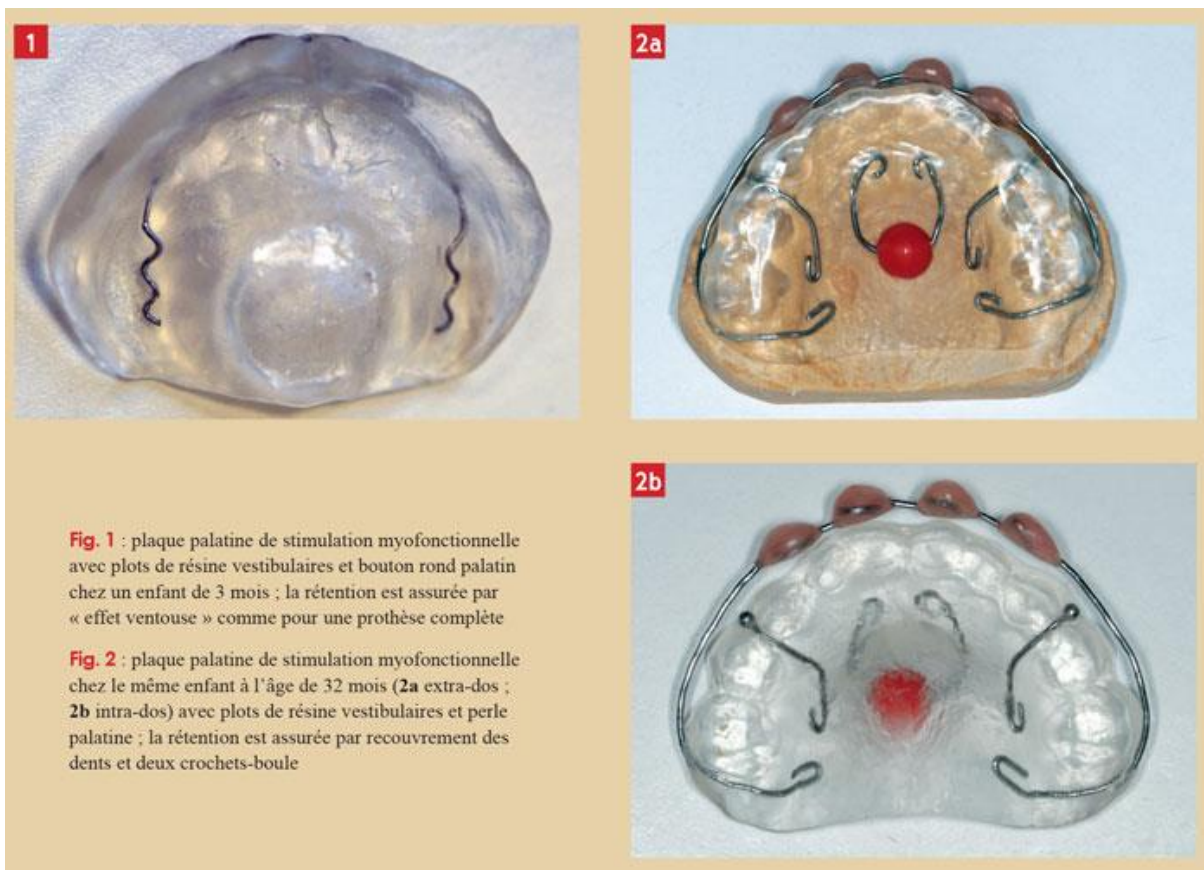 1
2a
2b
Fig. 1 : plaque palatine de stimulation myofonctionnelle
avec plots de résine vestibulaires et bouton rond palatin
chez un enfant de 3 mois ; la rétention est assurée par
« effet ventouse » comme pour une prothèse complète
Fig. 2 : plaque palatine de stimulation myofonctionnelle
chez le même enfant à l’âge de 32 mois (2a extra-dos ;
2b intra-dos) avec plots de résine vestibulaires et perle
palatine ; la rétention est assurée par recouvrement des
dents et deux crochets-boule